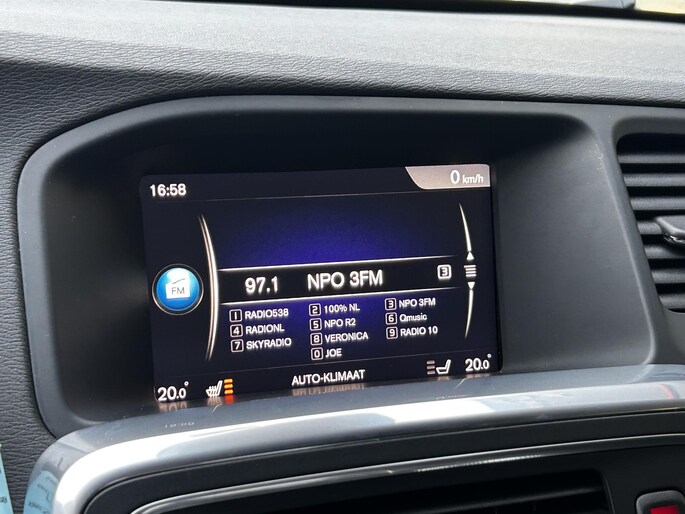 16:58
0 km/h
FM
97.1 NPO 3FM 3
1 RADIO538 2 100% NL 3 NPO 3FM
4 RADIONL 5 NPO R2 6 Qmusic
7 SKYRADIO 8 VERONICA 9 RADIO 10
0 JOE
20.0° AUTO-KLIMAAT 20.0°